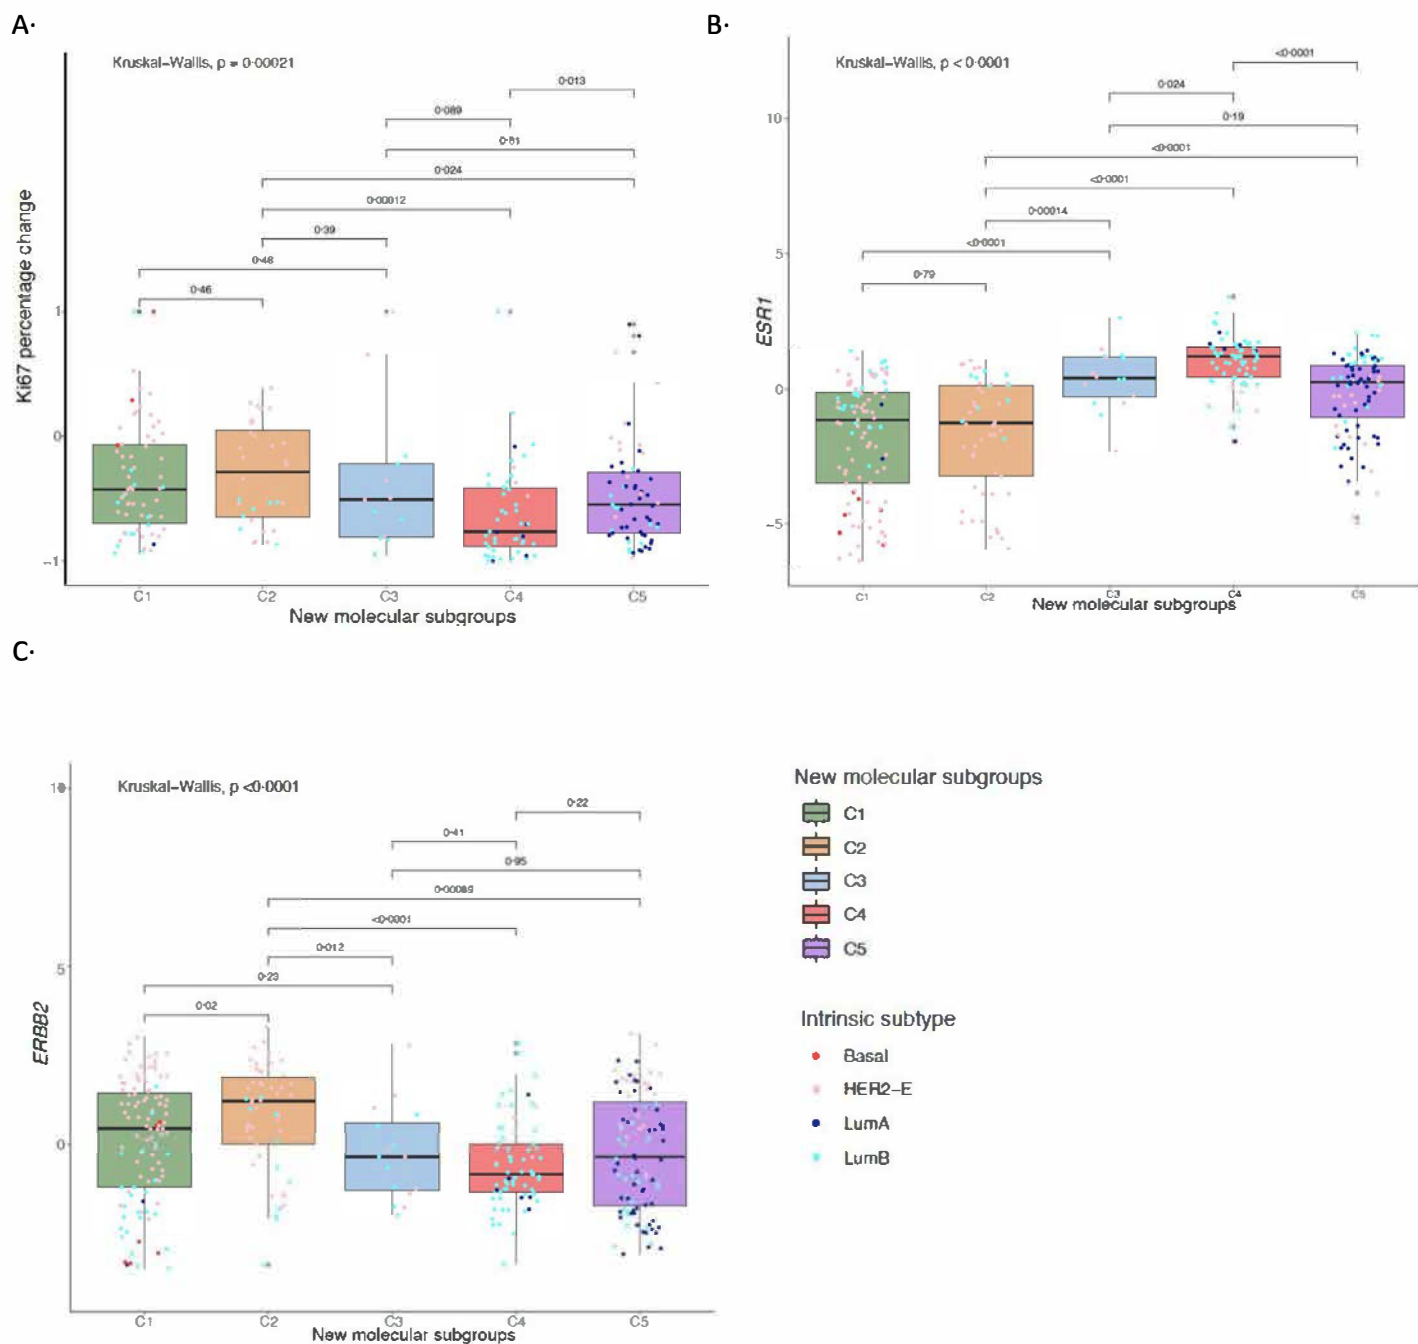 A·
Kruskal-Wallis, p = 0·00021
0·013
0·089
0·81
0·024
0·00012
0·39
0·48
0·46
Ki67 percentage change
1
0
-1
C1 C2 C3 C4 C5
New molecular subgroups
B·
Kruskal-Wallis, p < 0·0001
<0·0001
0·024
0·19
<0·0001
<0·0001
0·00014
<0·0001
0·79
ESR1
10
5
0
-5
C1 C2 C3 C4 C5
New molecular subgroups
C·
Kruskal-Wallis, p <0·0001
0·22
0·41
0·95
<0·0001
0·012
0·23
0·02
ERBB2
10
5
0
C1 C2 C3 C4 C5
New molecular subgroups
New molecular subgroups
C1
C2
C3
C4
C5
Intrinsic subtype
Basal
HER2-E
LumA
LumB